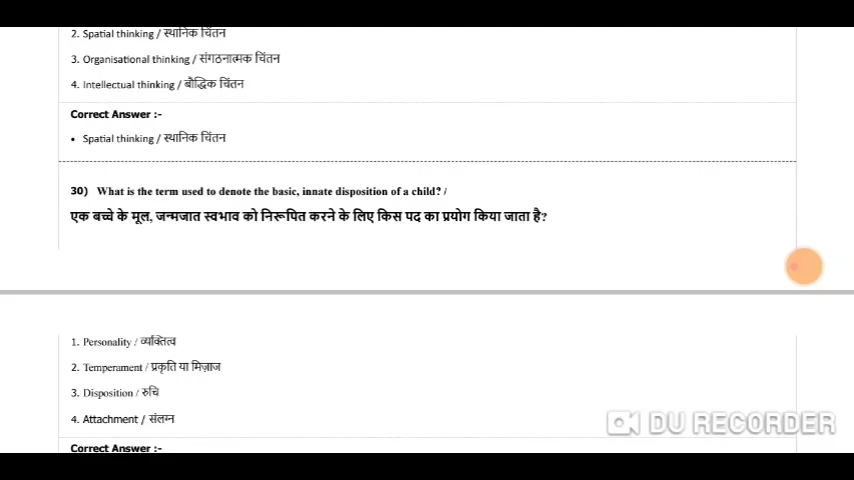 2. Spatial thinking / स्थानिक चिंतन
3. Organisational thinking / संगठनात्मक चिंतन
4. Intellectual thinking / बौद्धिक चिंतन
Correct Answer :-
• Spatial thinking / स्थानिक चिंतन
30) What is the term used to denote the basic, innate disposition of a child? /
एक बच्चे के मूल, जन्मजात स्वभाव को निरूपित करने के लिए किस पद का प्रयोग किया जाता है?
1. Personality / व्यक्तित्व
2. Temperament / प्रकृति या मिज़ाज
3. Disposition / रुचि
4. Attachment / संलग्न
DU RECORDER
Correct Answer :-